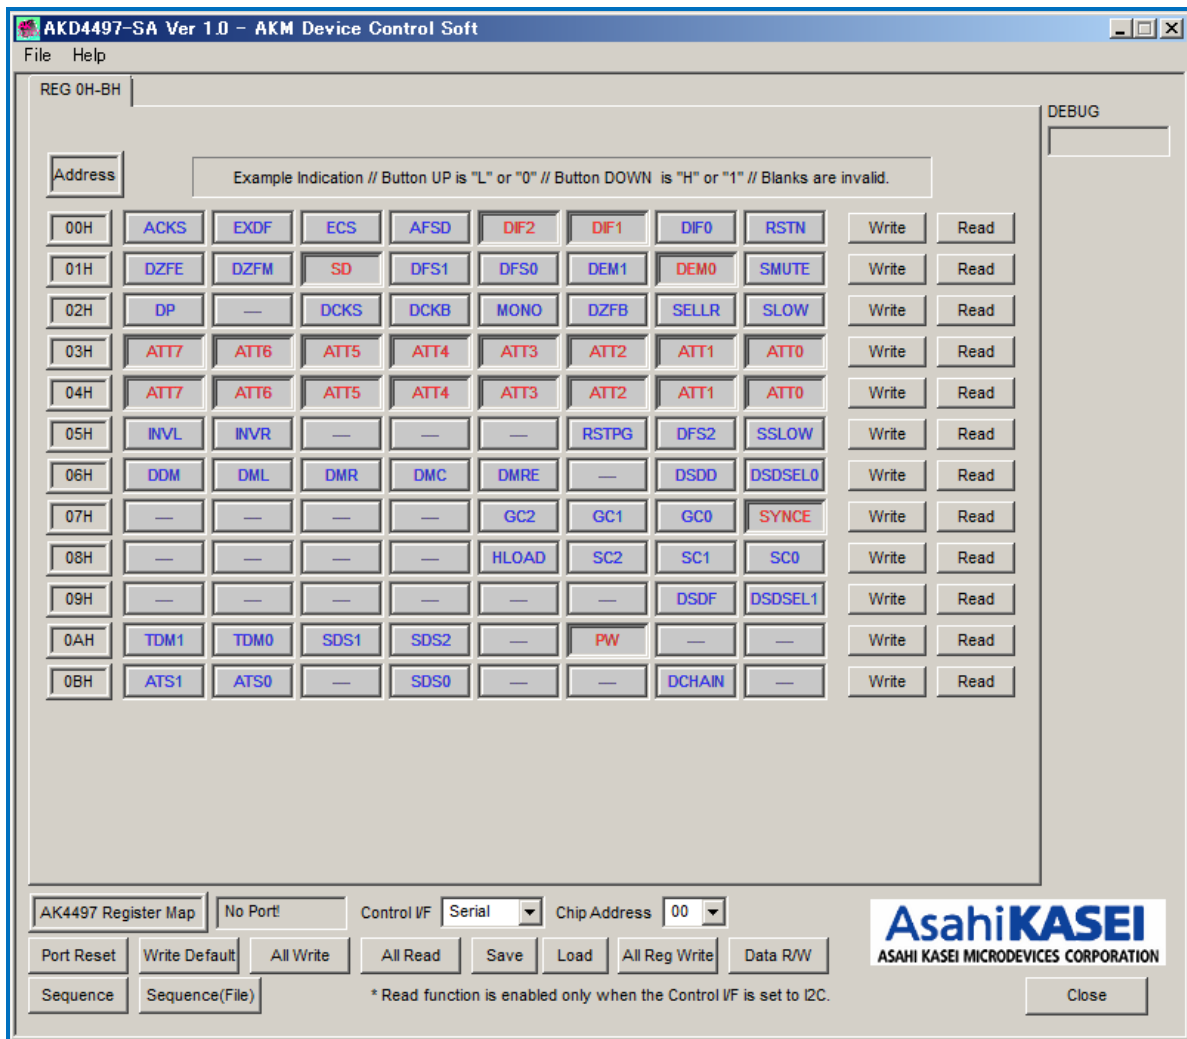 AKD4497-SA Ver 1.0 - AKM Device Control Soft
File Help
REG 0H-BH
DEBUG
Address
Example Indication // Button UP is "L" or "0" // Button DOWN is "H" or "1" // Blanks are invalid.
00H ACKS EXDF ECS AFSD DIF2 DIF1 DIF0 RSTN Write Read
01H DZFE DZFM SD DFS1 DFS0 DEM1 DEM0 SMUTE Write Read
02H DP — DCKS DCKB MONO DZFB SELLR SLOW Write Read
03H ATT7 ATT6 ATT5 ATT4 ATT3 ATT2 ATT1 ATT0 Write Read
04H ATT7 ATT6 ATT5 ATT4 ATT3 ATT2 ATT1 ATT0 Write Read
05H INVL INVR — — — RSTPG DFS2 SSLOW Write Read
06H DDM DML DMR DMC DMRE — DSDD DSDSEL0 Write Read
07H — — — — GC2 GC1 GC0 SYNCE Write Read
08H — — — — HLOAD SC2 SC1 SC0 Write Read
09H — — — — — — DSDF DSDSEL1 Write Read
0AH TDM1 TDM0 SDS1 SDS2 — PW — — Write Read
0BH ATS1 ATS0 — SDS0 — — DCHAIN — Write Read
AK4497 Register Map No Port! Control I/F Serial Chip Address 00
AsahiKASEI
ASAHI KASEI MICRODEVICES CORPORATION
Port Reset Write Default All Write All Read Save Load All Reg Write Data R/W
Sequence Sequence(File) * Read function is enabled only when the Control I/F is set to I2C. Close